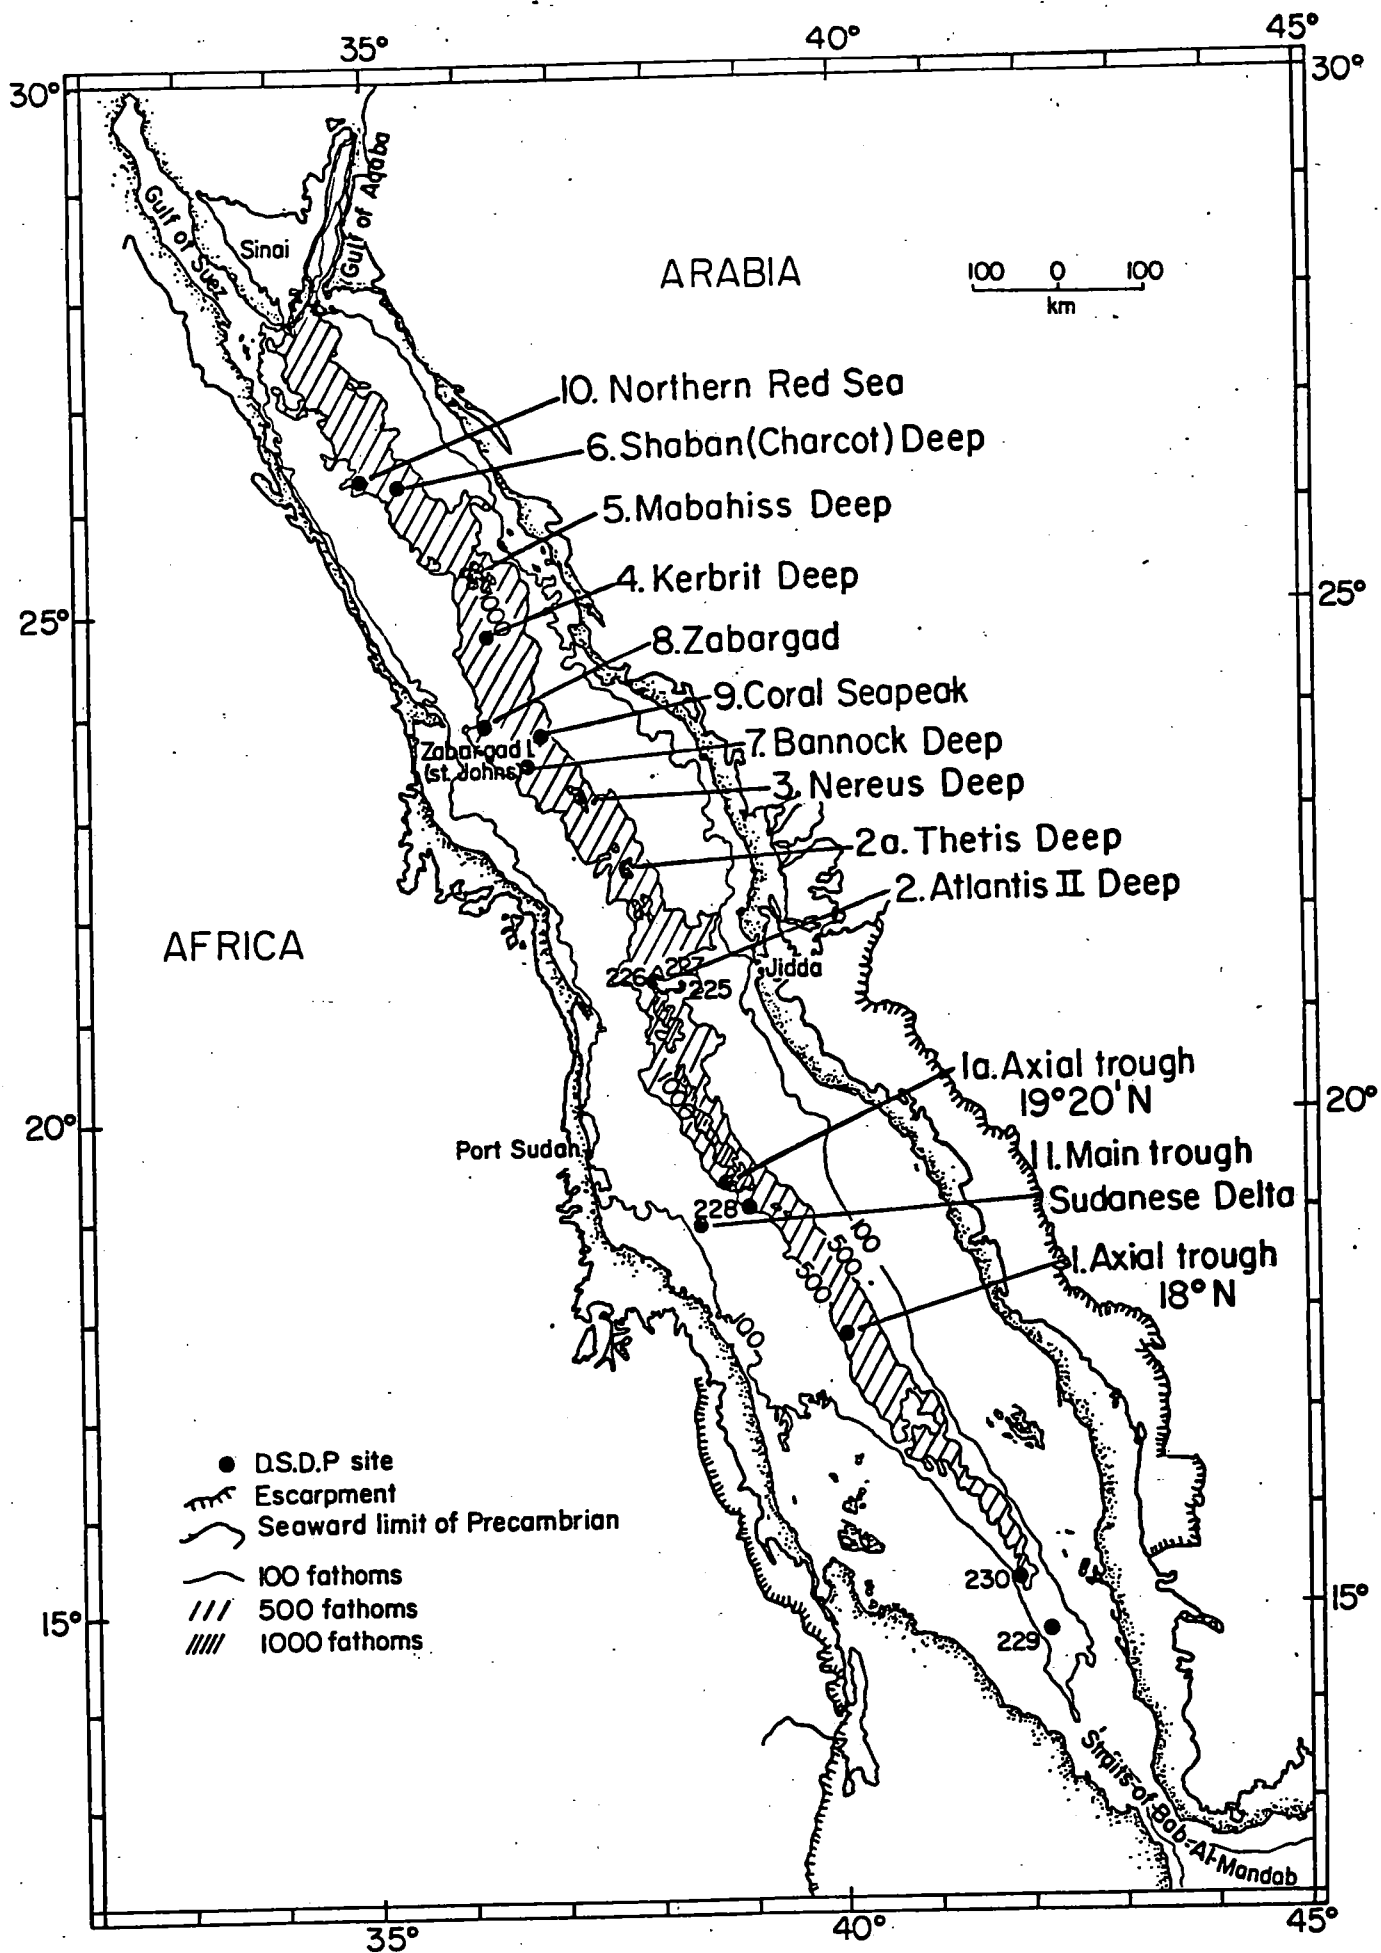 35°
40°
45°
30°
30°
Gulf of Suez
Sinai
Gulf of Aqaba
ARABIA
100 0 100
km
10. Northern Red Sea
6. Shaban (Charcot) Deep
5. Mabahiss Deep
1000
4. Kerbrit Deep
25°
25°
8. Zabargad
9. Coral Seapeak
Zabargad I.
(st. Johns)
7. Bannock Deep
3. Nereus Deep
2a. Thetis Deep
2. Atlantis II Deep
AFRICA
226
227
225
Jidda
1a. Axial trough
19°20'N
1000
20°
20°
Port Sudan
11. Main trough
Sudanese Delta
228
100
500
500
1. Axial trough
18°N
100
D.S.D.P site
Escarpment
Seaward limit of Precambrian
100 fathoms
500 fathoms
1000 fathoms
230
229
15°
15°
Straits of Bab-Al-Mandab
35°
40°
45°